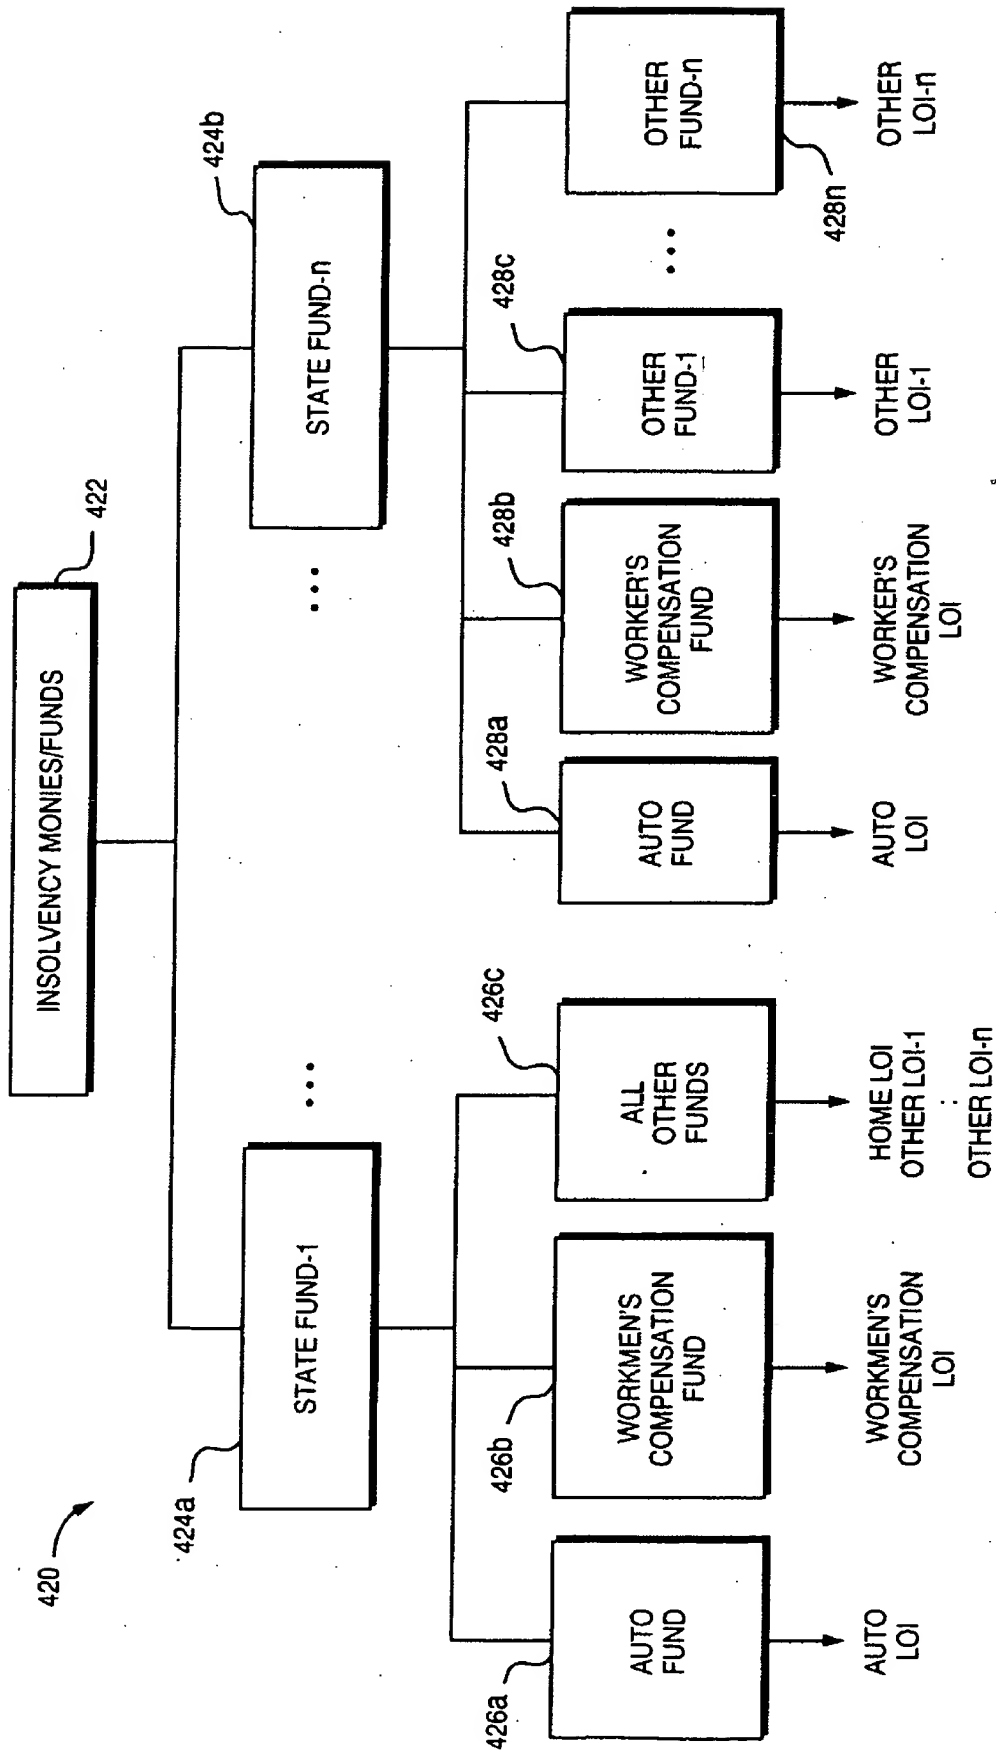 420
INSOLVENCY MONIES/FUNDS
422
424a
STATE FUND-1
...
...
STATE FUND-n
424b
426a
AUTO
FUND
426b
WORKMEN'S
COMPENSATION
FUND
426c
ALL
OTHER
FUNDS
428a
AUTO
FUND
428b
WORKER'S
COMPENSATION
FUND
428c
OTHER
FUND-1
...
OTHER
FUND-n
428n
AUTO
LOI
WORKMEN'S
COMPENSATION
LOI
HOME LOI
OTHER LOI-1
:
OTHER LOI-n
AUTO
LOI
WORKER'S
COMPENSATION
LOI
OTHER
LOI-1
OTHER
LOI-n